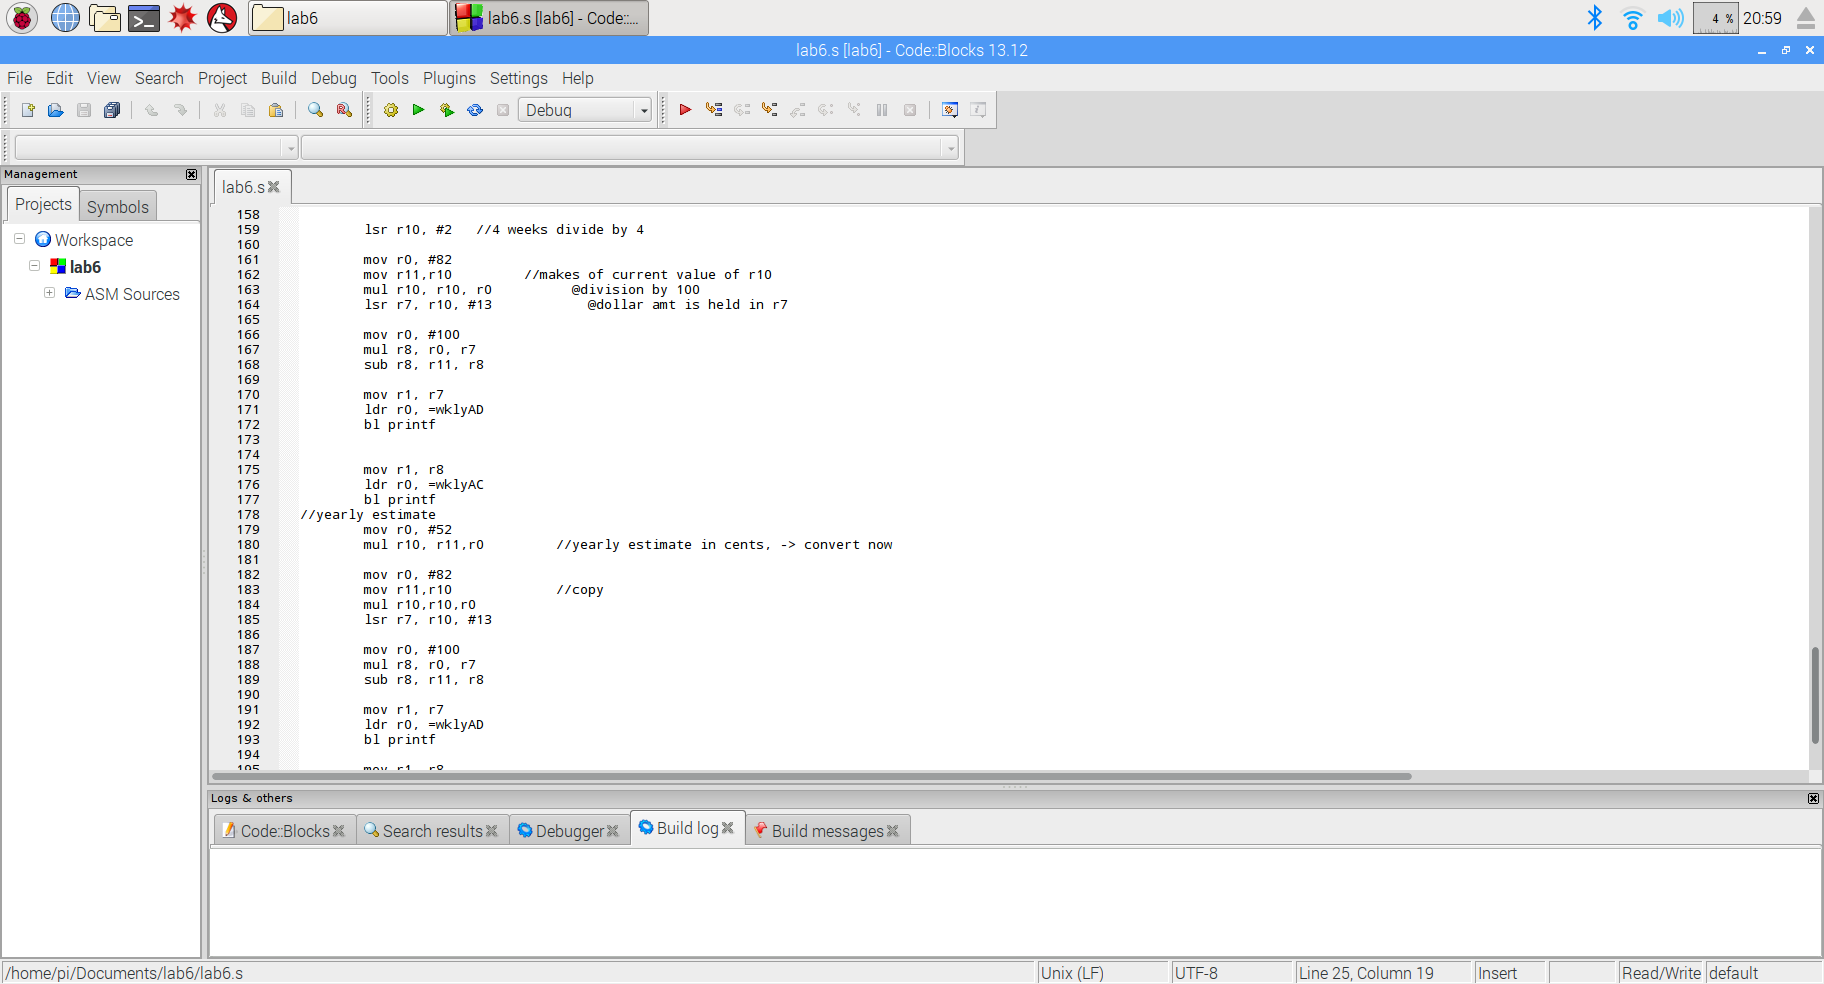 lab6
lab6.s [lab6] - Code::...
4 %
20:59
lab6.s [lab6] - Code::Blocks 13.12
File Edit View Search Project Build Debug Tools Plugins Settings Help
Debug
Management
Projects Symbols
Workspace
lab6
ASM Sources
lab6.s
158
159 lsr r10, #2 //4 weeks divide by 4
160
161 mov r0, #82
162 mov r11,r10 //makes of current value of r10
163 mul r10, r10, r0 @division by 100
164 lsr r7, r10, #13 @dollar amt is held in r7
165
166 mov r0, #100
167 mul r8, r0, r7
168 sub r8, r11, r8
169
170 mov r1, r7
171 ldr r0, =wklyAD
172 bl printf
173
174
175 mov r1, r8
176 ldr r0, =wklyAC
177 bl printf
178 //yearly estimate
179 mov r0, #52
180 mul r10, r11,r0 //yearly estimate in cents, -> convert now
181
182 mov r0, #82
183 mov r11,r10 //copy
184 mul r10,r10,r0
185 lsr r7, r10, #13
186
187 mov r0, #100
188 mul r8, r0, r7
189 sub r8, r11, r8
190
191 mov r1, r7
192 ldr r0, =wklyAD
193 bl printf
194
195 mov r1, r8
Logs & others
Code::Blocks Search results Debugger Build log Build messages
/home/pi/Documents/lab6/lab6.s Unix (LF) UTF-8 Line 25, Column 19 Insert Read/Write default